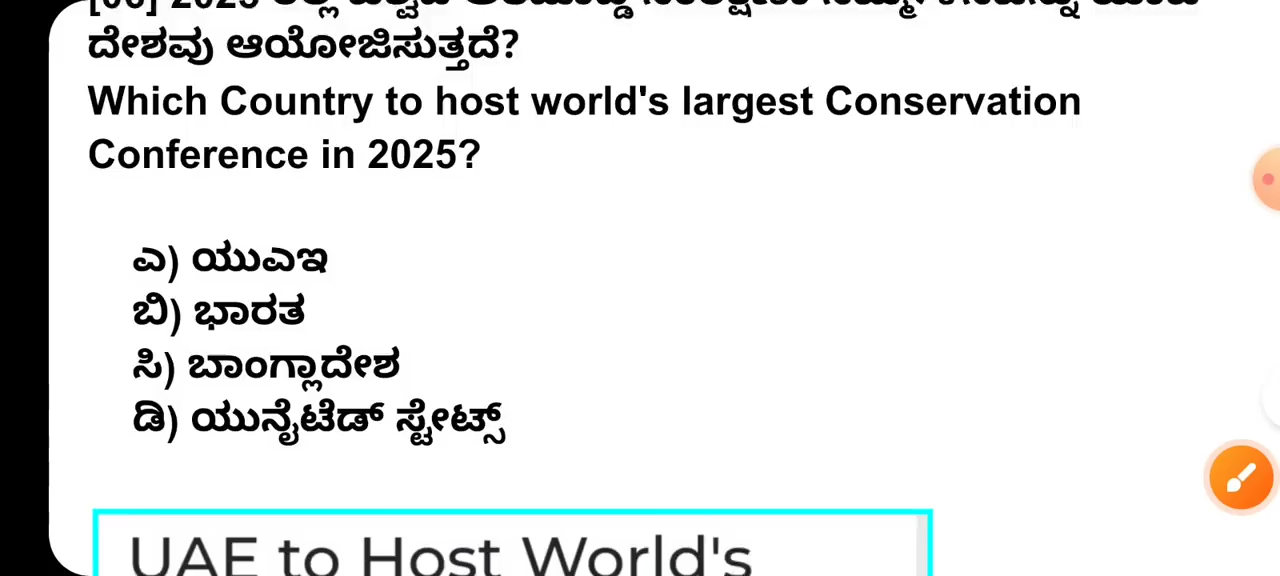 ದೇಶವು ಆಯೋಜಿಸುತ್ತದೆ?
Which Country to host world's largest Conservation
Conference in 2025?
ಎ) ಯುಎಇ
ಬಿ) ಭಾರತ
ಸಿ) ಬಾಂಗ್ಲಾದೇಶ
ಡಿ) ಯುನೈಟೆಡ್ ಸ್ಟೇಟ್ಸ್
UAE to Host World's